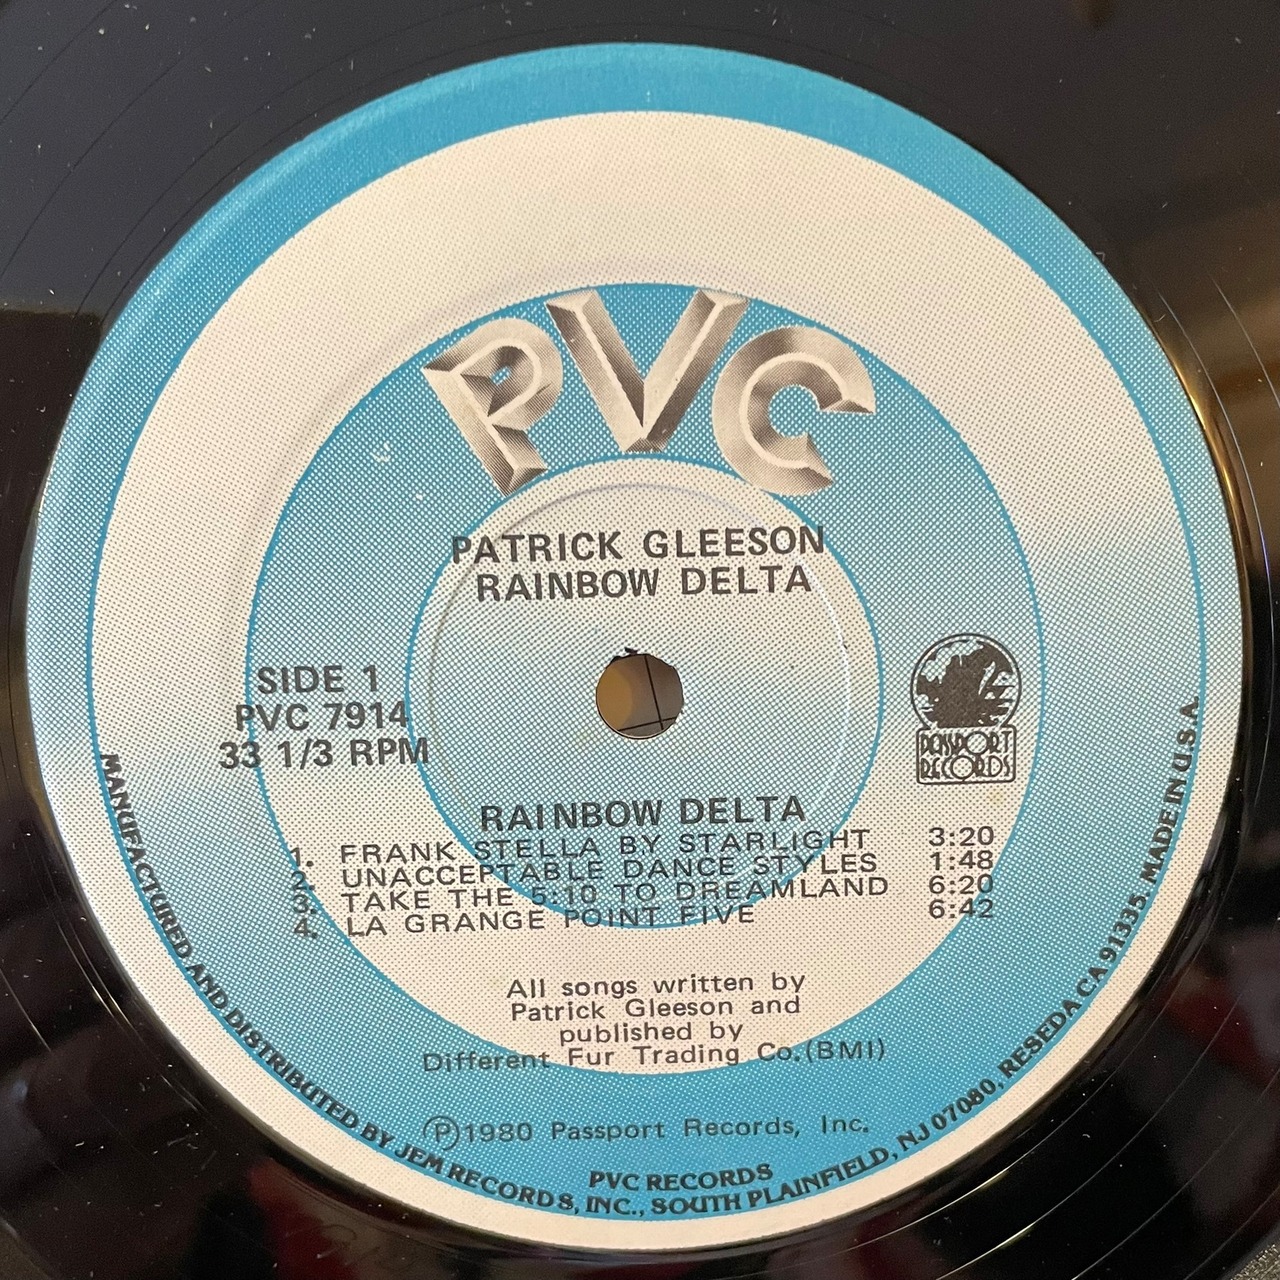 PVC
PATRICK GLEESON
RAINBOW DELTA
SIDE 1
PVC 7914
33 1/3 RPM
PASSPORT
RECORDS
RAINBOW DELTA
1. FRANK STELLA BY STARLIGHT 3:20
2. UNACCEPTABLE DANCE STYLES 1:48
3. TAKE THE 5:10 TO DREAMLAND 6:20
4. LA GRANGE POINT FIVE 6:42
All songs written by
Patrick Gleeson and
published by
Different Fur Trading Co.(BMI)
Ⓟ1980 Passport Records, Inc.
PVC RECORDS
MANUFACTURED AND DISTRIBUTED BY JEM RECORDS, INC., SOUTH PLAINFIELD, NJ 07080, RESEDA CA 91335. MADE IN U.S.A.